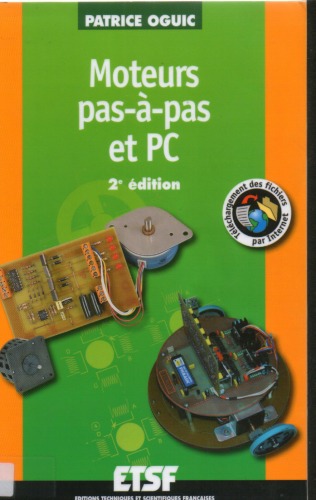 PATRICE OGUIC
Moteurs
pas-à-pas
et PC
2e édition
Téléchargement des fichiers
par Internet
ETSF
EDITIONS TECHNIQUES ET SCIENTIFIQUES FRANÇAISES